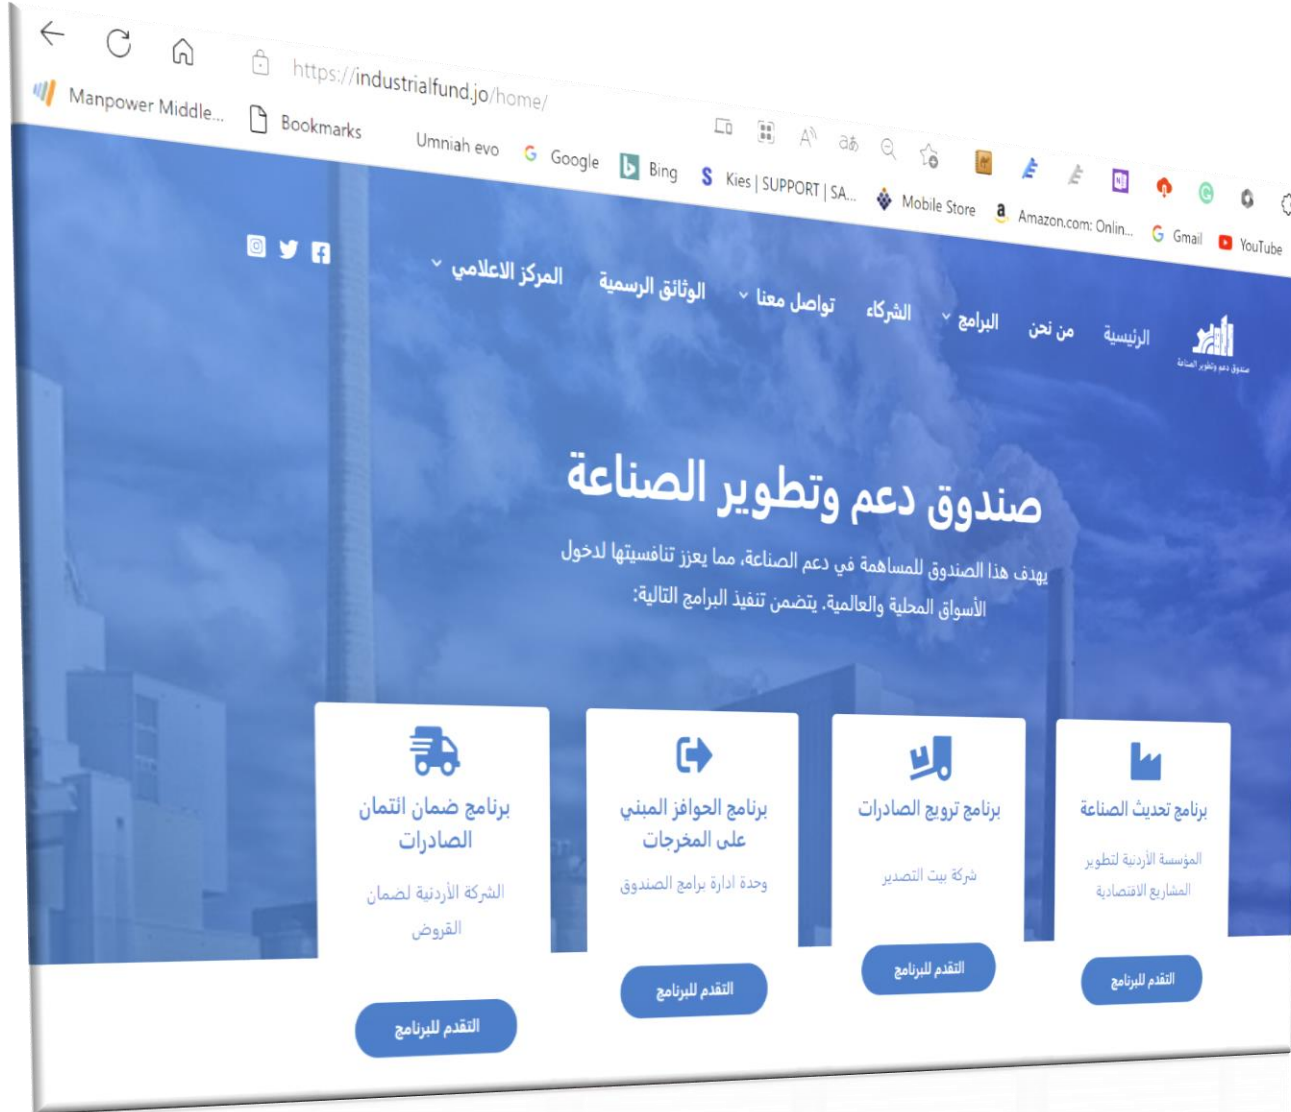 https://industrialfund.jo/home/
Manpower Middle...
Bookmarks
Umniah evo
Google
Bing
Kies | SUPPORT | SA...
Mobile Store
Amazon.com: Onlin...
Gmail
YouTube
صندوق دعم وتطوير الصناعة
الرئيسية
من نحن
البرامج
الشركاء
تواصل معنا
الوثائق الرسمية
المركز الاعلامي
صندوق دعم وتطوير الصناعة
يهدف هذا الصندوق للمساهمة في دعم الصناعة، مما يعزز تنافسيتها لدخول
الأسواق المحلية والعالمية. يتضمن تنفيذ البرامج التالية:
برنامج تحديث الصناعة
المؤسسة الأردنية لتطوير
المشاريع الاقتصادية
التقدم للبرنامج
برنامج ترويج الصادرات
شركة بيت التصدير
التقدم للبرنامج
برنامج الحوافز المبني
على المخرجات
وحدة ادارة برامج الصندوق
التقدم للبرنامج
برنامج ضمان ائتمان
الصادرات
الشركة الأردنية لضمان
القروض
التقدم للبرنامج